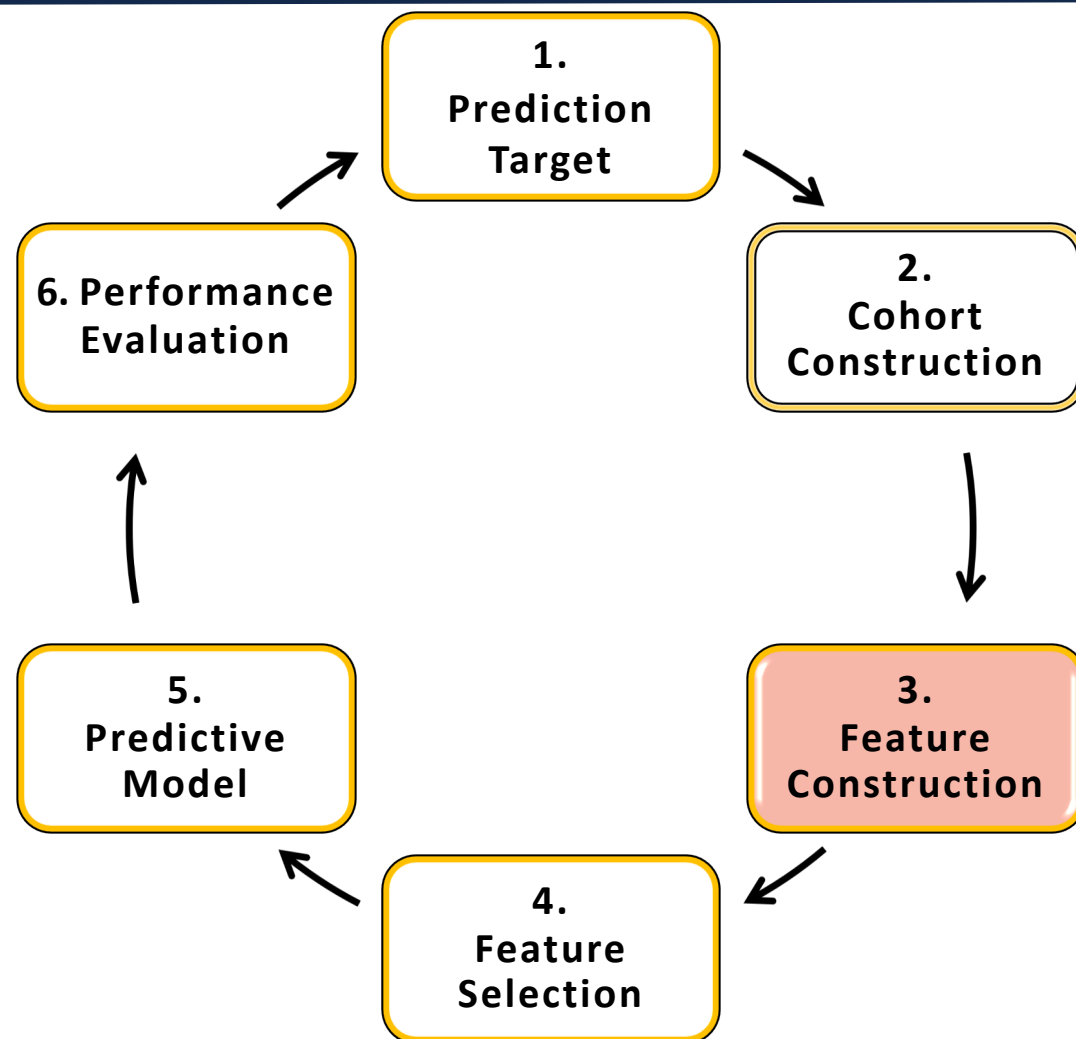 1.
Prediction
Target
2.
Cohort
Construction
3.
Feature
Construction
4.
Feature
Selection
5.
Predictive
Model
6. Performance
Evaluation